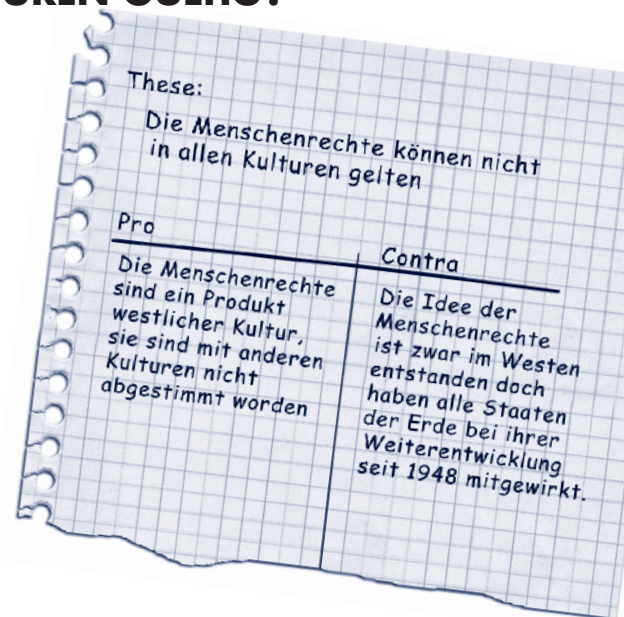 These:
Die Menschenrechte können nicht
in allen Kulturen gelten
Pro
Die Menschenrechte
sind ein Produkt
westlicher Kultur,
sie sind mit anderen
Kulturen nicht
abgestimmt worden
Contra
Die Idee der
Menschenrechte
ist zwar im Westen
entstanden doch
haben alle Staaten
der Erde bei ihrer
Weiterentwicklung
seit 1948 mitgewirkt.